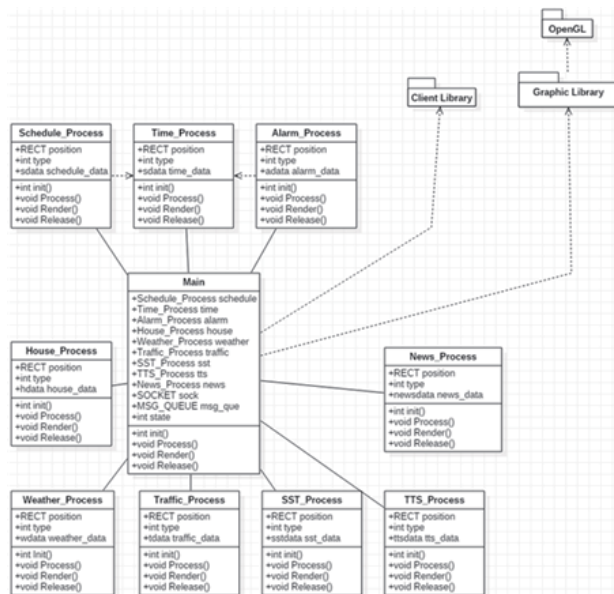 OpenGL
Client Library
Graphic Library
Schedule_Process
+RECT position
+int type
+sdata schedule_data
+int init()
+void Process()
+void Render()
+void Release()
Time_Process
+RECT position
+int type
+sdata time_data
+int init()
+void Process()
+void Render()
+void Release()
Alarm_Process
+RECT position
+int type
+adata alarm_data
+int init()
+void Process()
+void Render()
+void Release()
Main
+Schedule_Process schedule
+Time_Process time
+Alarm_Process alarm
+House_Process house
+Weather_Process weather
+Traffic_Process traffic
+SST_Process sst
+TTS_Process tts
+News_Process news
+SOCKET sock
+MSG_QUEUE msg_que
+int state
+int init()
+void Process()
+void Render()
+void Release()
House_Process
+RECT position
+int type
+hdata house_data
+int init()
+void Process()
+void Render()
+void Release()
News_Process
+RECT position
+int type
+newsdata news_data
+int init()
+void Process()
+void Render()
+void Release()
Weather_Process
+RECT position
+int type
+wdata weather_data
+int Init()
+void Process()
+void Render()
+void Release()
Traffic_Process
+RECT position
+int type
+tdata traffic_data
+int init()
+void Process()
+void Render()
+void Release()
SST_Process
+RECT position
+int type
+sstdata sst_data
+int init()
+void Process()
+void Render()
+void Release()
TTS_Process
+RECT position
+int type
+ttsdata tts_data
+int init()
+void Process()
+void Render()
+void Release()